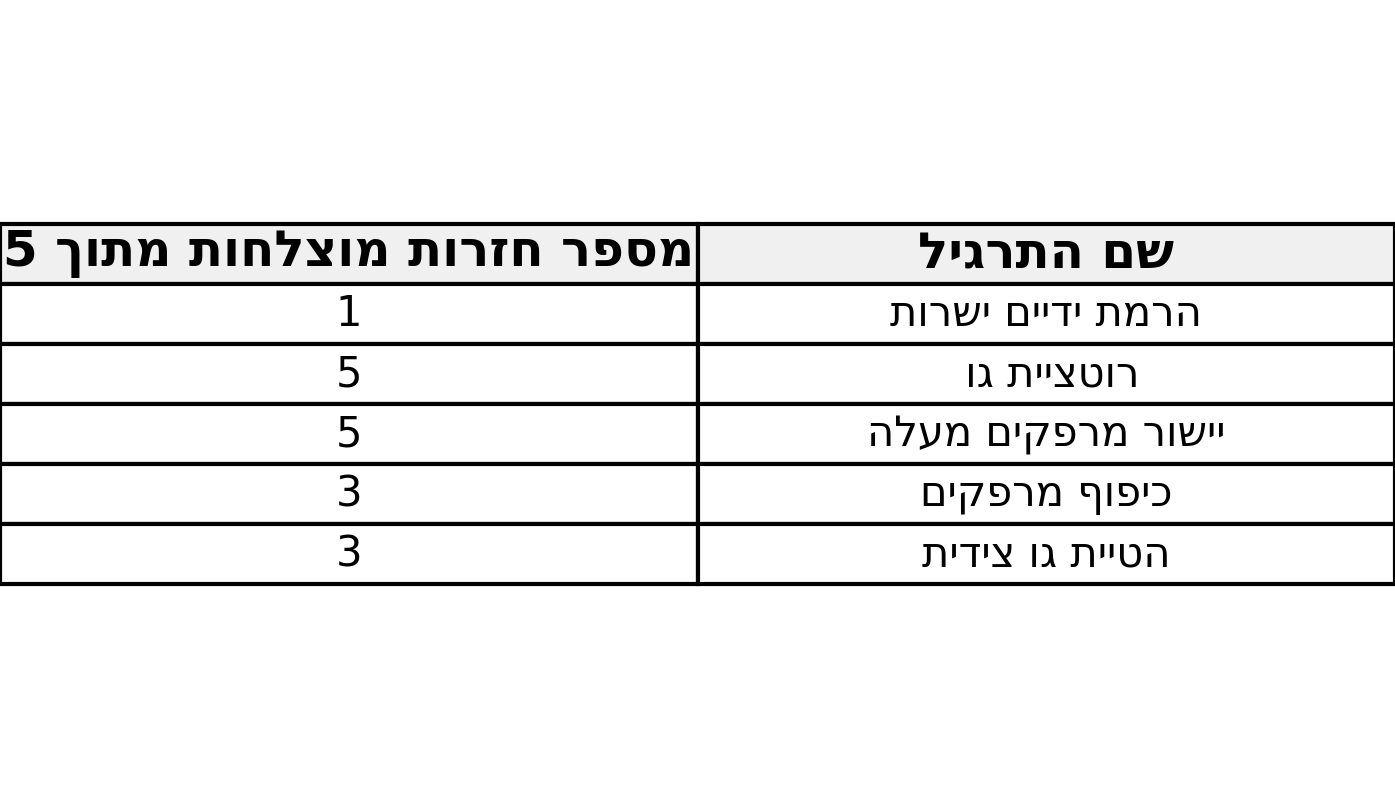 שם התרגיל מספר חזרות מוצלחות מתוך 5
הרמת ידיים ישרות 1
רוטציית גו 5
יישור מרפקים מעלה 5
כיפוף מרפקים 3
הטיית גו צידית 3